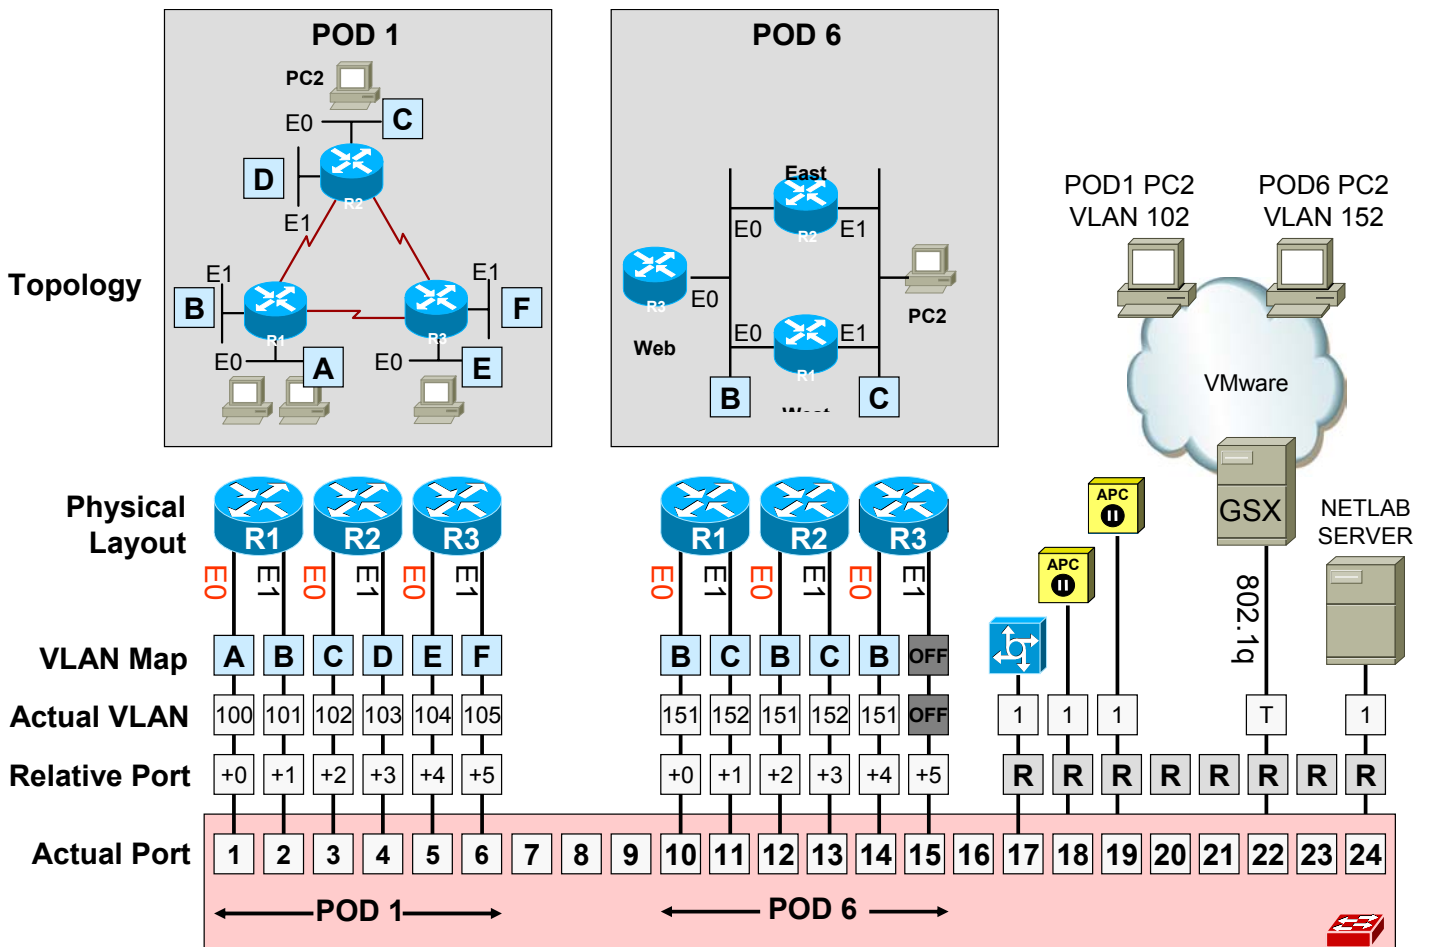 POD 1
PC2
E0
C
D
R2
E1
E1
E1
B
F
R1
R3
E0
A
E0
E
POD 6
East
E0
R2
E1
R3
E0
PC2
Web
E0
E1
R1
B
C
West
POD1 PC2
VLAN 102
POD6 PC2
VLAN 152
VMware
GSX
NETLAB
SERVER
802.1q
APC
APC
Topology
Physical
Layout
R1 R2 R3 R1 R2 R3
E0 E1 E0 E1 E0 E1 E0 E1 E0 E1 E0 E1
VLAN Map A B C D E F B C B C B OFF
Actual VLAN 100 101 102 103 104 105 151 152 151 152 151 OFF 1 1 1 T 1
Relative Port +0 +1 +2 +3 +4 +5 +0 +1 +2 +3 +4 +5 R R R R R R R R
Actual Port 1 2 3 4 5 6 7 8 9 10 11 12 13 14 15 16 17 18 19 20 21 22 23 24
POD 1
POD 6